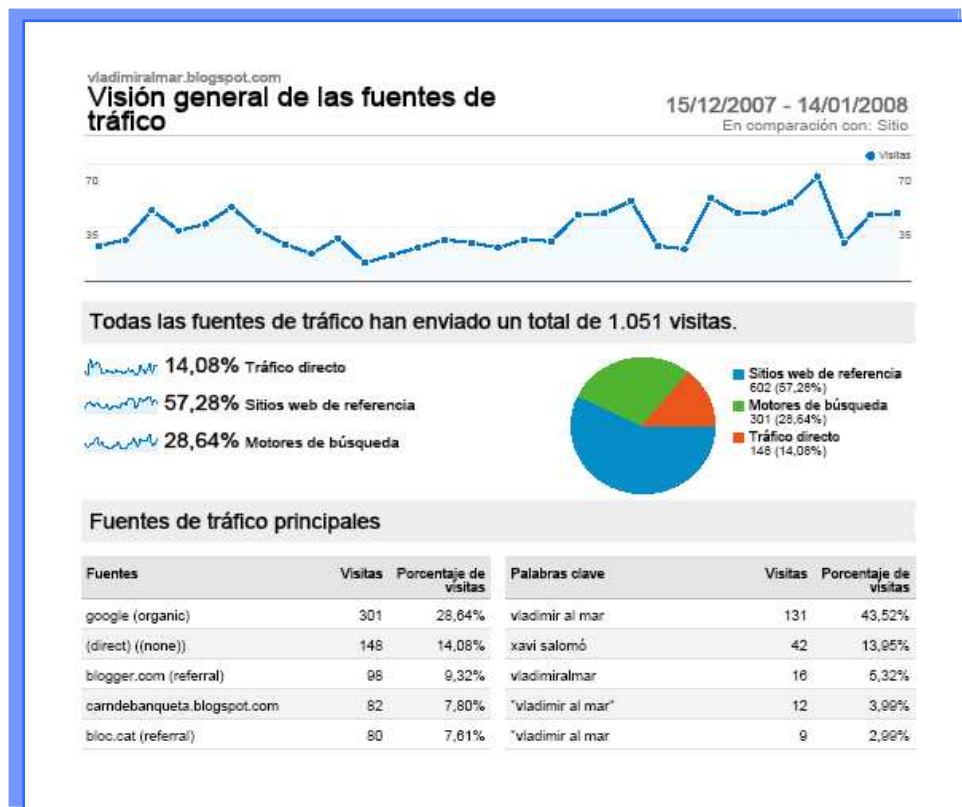 vladimiralmar.blogspot.com
Visión general de las fuentes de
tráfico
15/12/2007 - 14/01/2008
En comparación con: Sitio
Visitas
70
70
35
35
Todas las fuentes de tráfico han enviado un total de 1.051 visitas.
14,08% Tráfico directo
57,28% Sitios web de referencia
28,64% Motores de búsqueda
Sitios web de referencia
602 (57,28%)
Motores de búsqueda
301 (28,64%)
Tráfico directo
148 (14,08%)
Fuentes de tráfico principales
Fuentes Visitas Porcentaje de visitas
google (organic) 301 28,64%
(direct) ((none)) 148 14,08%
blogger.com (referral) 98 9,32%
carndebanqueta.blogspot.com 82 7,80%
bloc.cat (referral) 80 7,61%
Palabras clave Visitas Porcentaje de visitas
vladimir al mar 131 43,52%
xavi salomó 42 13,95%
vladimiralmar 16 5,32%
"vladimir al mar" 12 3,99%
"vladimir al mar 9 2,99%